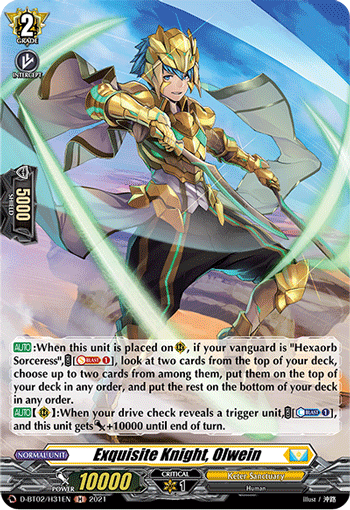 2
GRADE
INTERCEPT
5000
SHIELD
AUTO:When this unit is placed on R, if your vanguard is "Hexaorb
Sorceress", [SOUL BLAST 1], look at two cards from the top of your deck,
choose up to two cards from among them, put them on the top of
your deck in any order, and put the rest on the bottom of your deck
in any order.
AUTO[ ]:When your drive check reveals a trigger unit, [COUNTER BLAST 1],
and this unit gets +10000 until end of turn.
NORMAL UNIT
Exquisite Knight, Olwein
POWER 10000
CRITICAL
1
Keter Sanctuary
Human
D-BT02/H31EN H 2021
Illust / 沖路